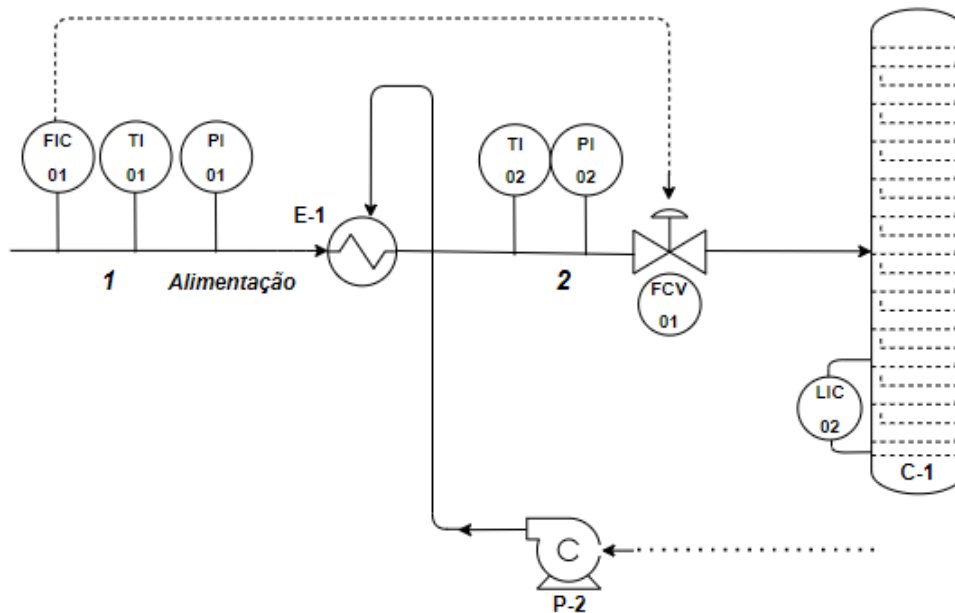 FIC
01
TI
01
PI
01
TI
02
PI
02
E-1
1
Alimentação
2
FCV
01
LIC
02
C-1
C
P-2